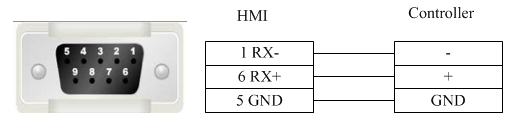 HMI
Controller
5 4 3 2 1
9 8 7 6
1 RX-
-
6 RX+
+
5 GND
GND